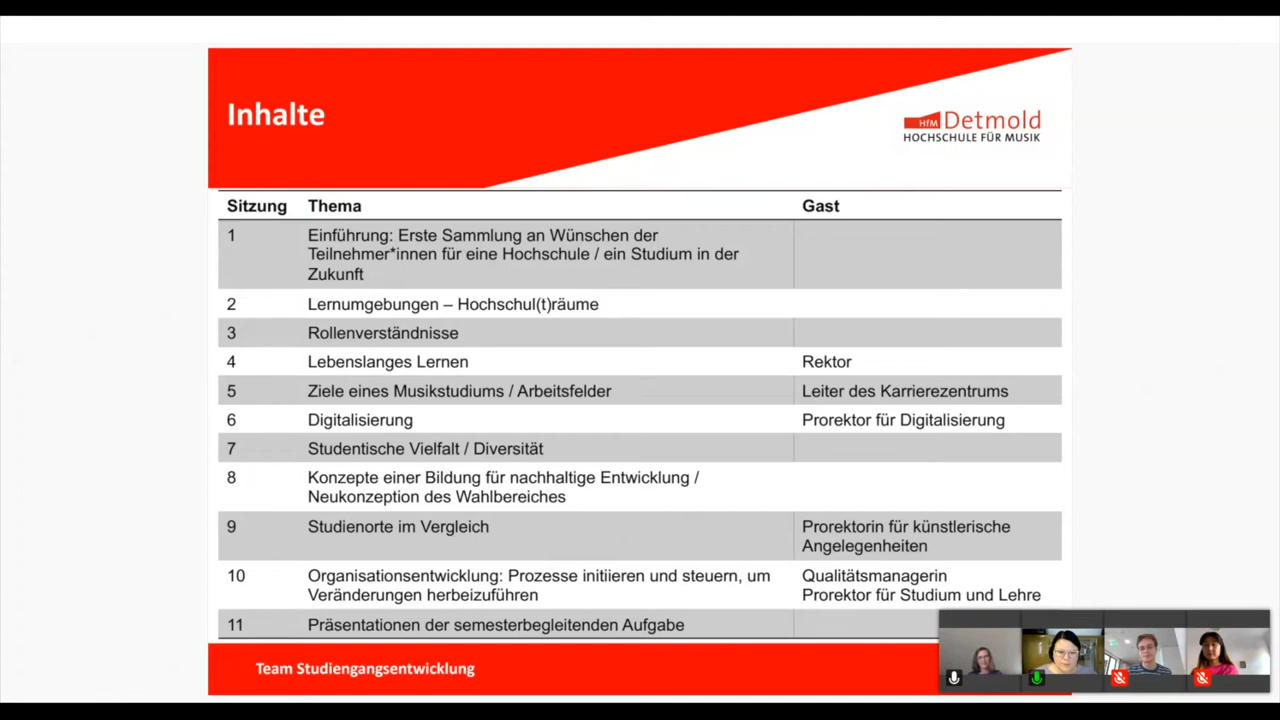 Inhalte
HfM Detmold
HOCHSCHULE FÜR MUSIK
Sitzung Thema Gast
1 Einführung: Erste Sammlung an Wünschen der
Teilnehmer*innen für eine Hochschule / ein Studium in der
Zukunft
2 Lernumgebungen – Hochschul(t)räume
3 Rollenverständnisse
4 Lebenslanges Lernen Rektor
5 Ziele eines Musikstudiums / Arbeitsfelder Leiter des Karrierezentrums
6 Digitalisierung Prorektor für Digitalisierung
7 Studentische Vielfalt / Diversität
8 Konzepte einer Bildung für nachhaltige Entwicklung /
Neukonzeption des Wahlbereiches
9 Studienorte im Vergleich Prorektorin für künstlerische
Angelegenheiten
10 Organisationsentwicklung: Prozesse initiieren und steuern, um Qualitätsmanagerin
Veränderungen herbeizuführen Prorektor für Studium und Lehre
11 Präsentationen der semesterbegleitenden Aufgabe
Team Studiengangsentwicklung